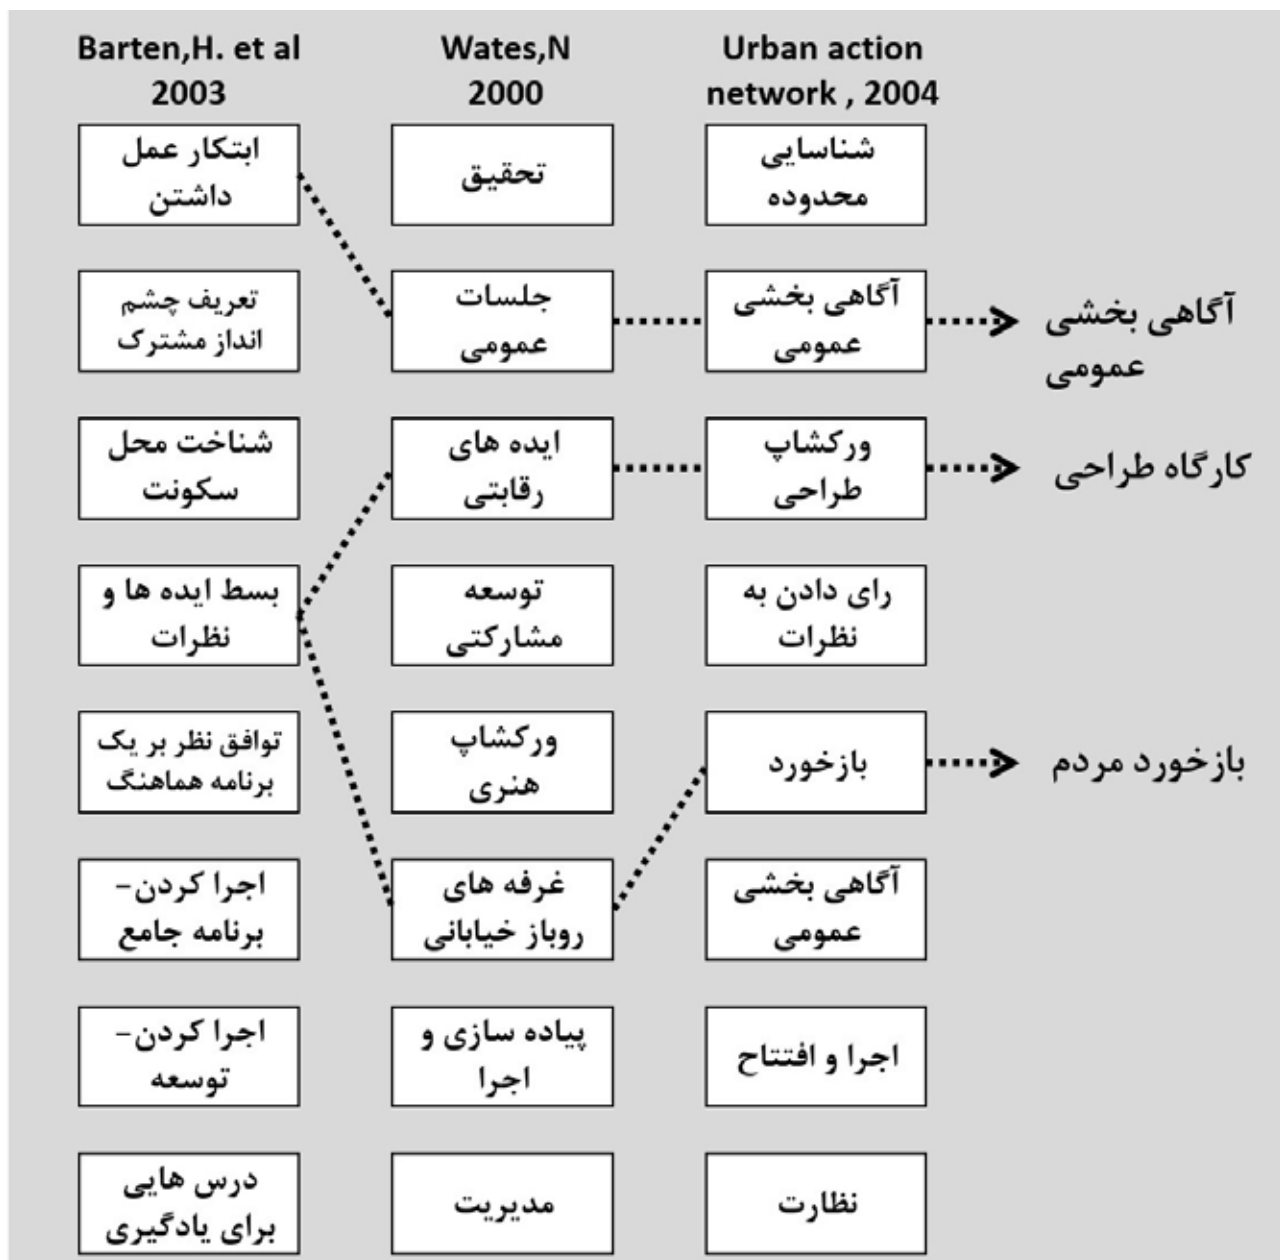 Barten,H. et al
2003
Wates,N
2000
Urban action
network , 2004
ابتکار عمل
داشتن
تحقیق
شناسایی
محدوده
تعریف چشم
انداز مشترک
جلسات
عمومی
آگاهی بخشی
عمومی
آگاهی بخشی
عمومی
شناخت محل
سکونت
ایده های
رقابتی
ورکشاپ
طراحی
کارگاه طراحی
بسط ایده ها و
نظرات
توسعه
مشارکتی
رای دادن به
نظرات
توافق نظر بر یک
برنامه هماهنگ
ورکشاپ
هنری
بازخورد
بازخورد مردم
اجرا کردن-
برنامه جامع
غرفه های
روباز خیابانی
آگاهی بخشی
عمومی
اجرا کردن-
توسعه
پیاده سازی و
اجرا
اجرا و افتتاح
درس هایی
برای یادگیری
مدیریت
نظارت